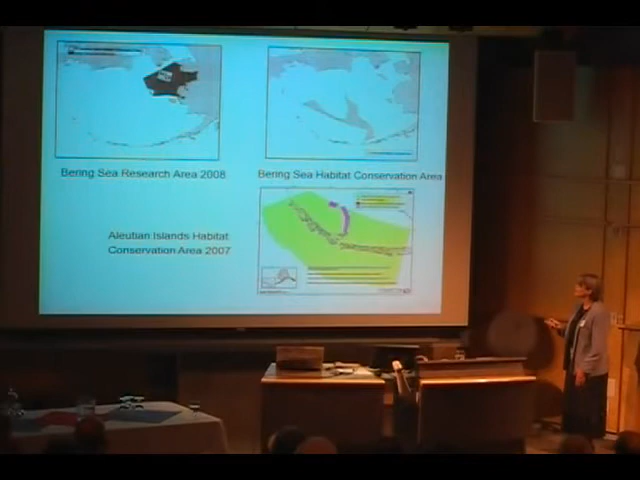 Bering Sea Research Area 2008
Bering Sea Habitat Conservation Area
Aleutian Islands Habitat
Conservation Area 2007